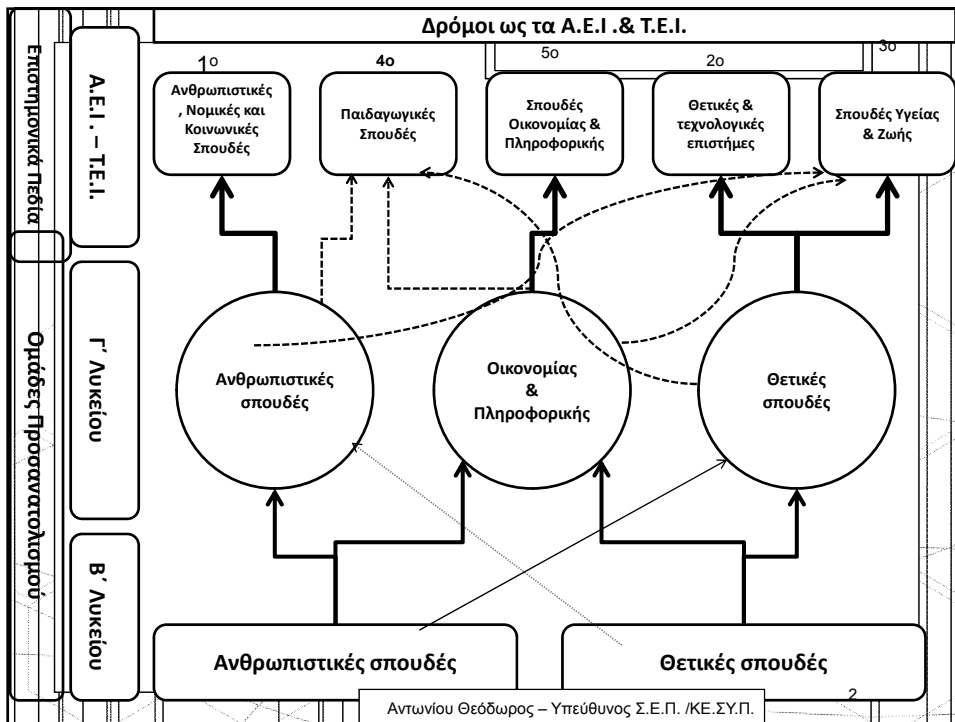 Δρόμοι ως τα Α.Ε.Ι .& Τ.Ε.Ι.
Επιστημονικά Πεδία
Α.Ε.Ι . – Τ.Ε.Ι.
1ο
4ο
5ο
2ο
3ο
Ανθρωπιστικές
, Νομικές και
Κοινωνικές
Σπουδές
Παιδαγωγικές
Σπουδές
Σπουδές
Οικονομίας &
Πληροφορικής
Θετικές &
τεχνολογικές
επιστήμες
Σπουδές Υγείας
& Ζωής
Ομάδες Προσανατολισμού
Γ΄ Λυκείου
Ανθρωπιστικές
σπουδές
Οικονομίας
&
Πληροφορικής
Θετικές
σπουδές
Β΄ Λυκείου
Ανθρωπιστικές σπουδές
Θετικές σπουδές
2
Αντωνίου Θεόδωρος – Υπεύθυνος Σ.Ε.Π. /ΚΕ.ΣΥ.Π.